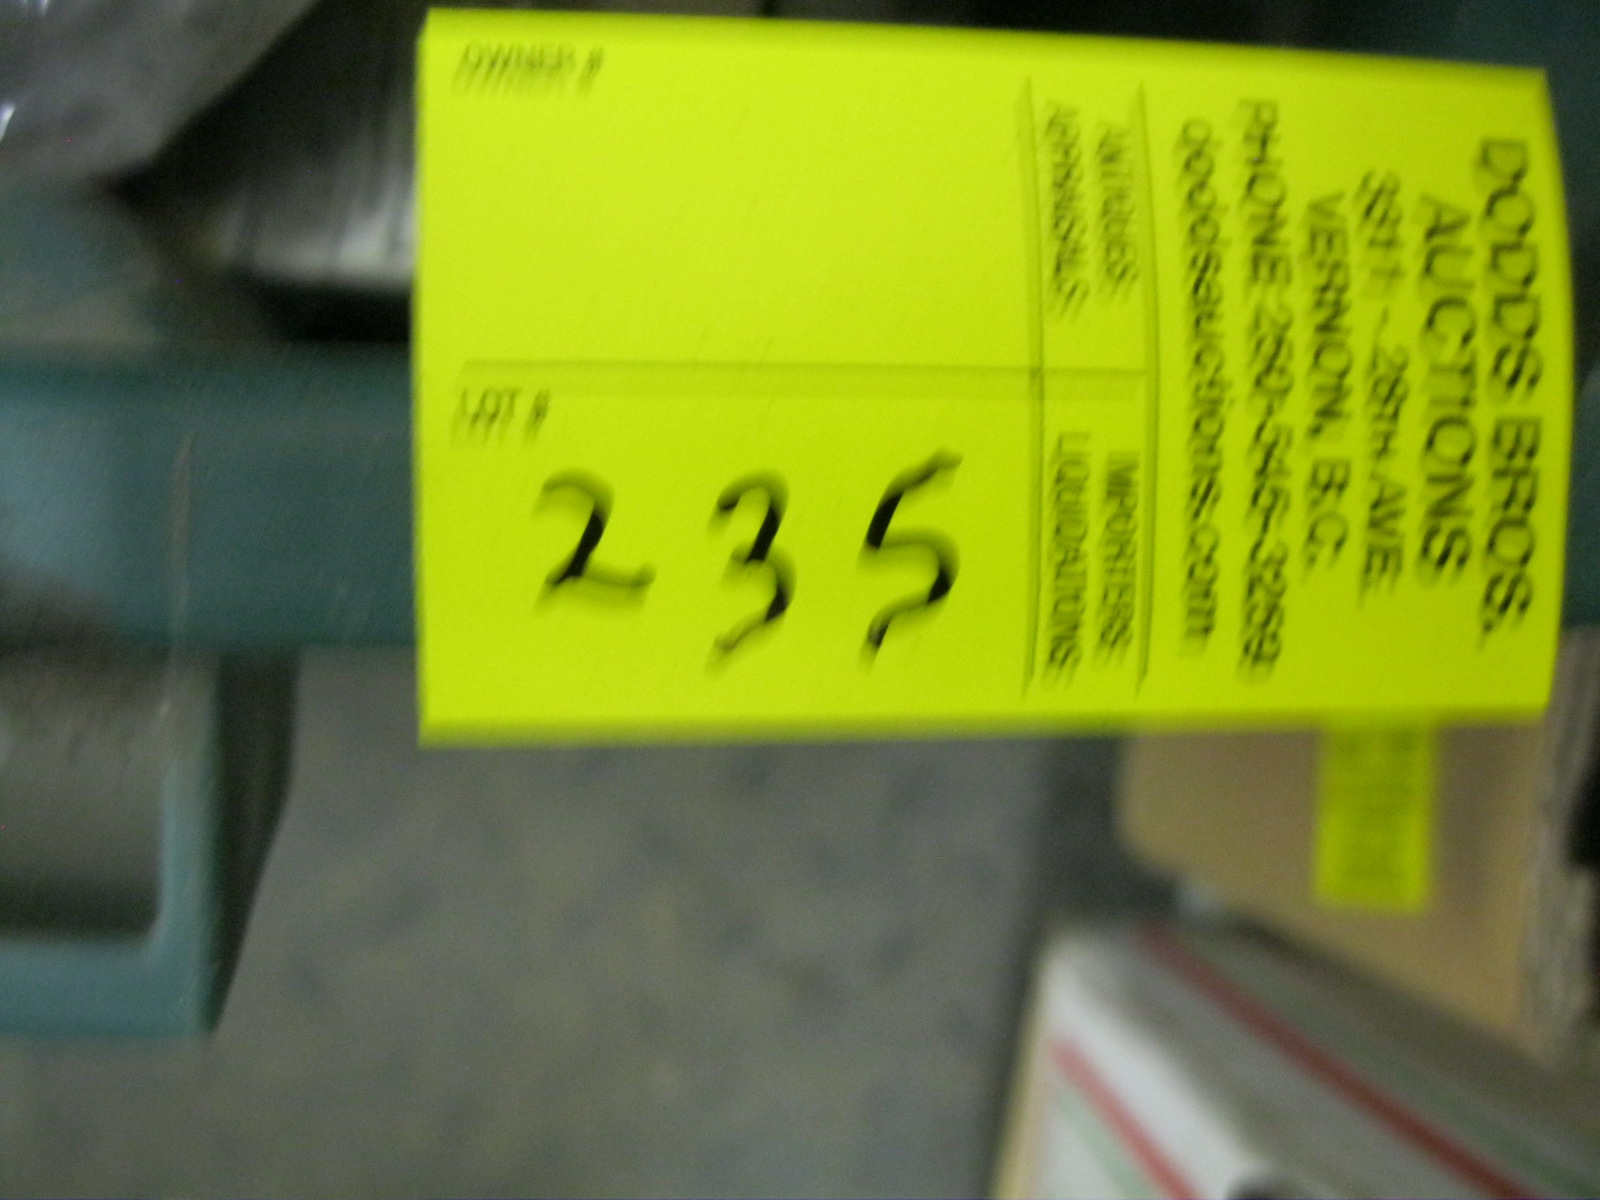 DODDS BROS.
AUCTIONS
3311 - 28TH AVE.
VERNON, B.C.
PHONE 250-545-3259
doddsauctions.com
ANTIQUES IMPORTERS
APPRAISALS LIQUIDATIONS
OWNER #
LOT #
235